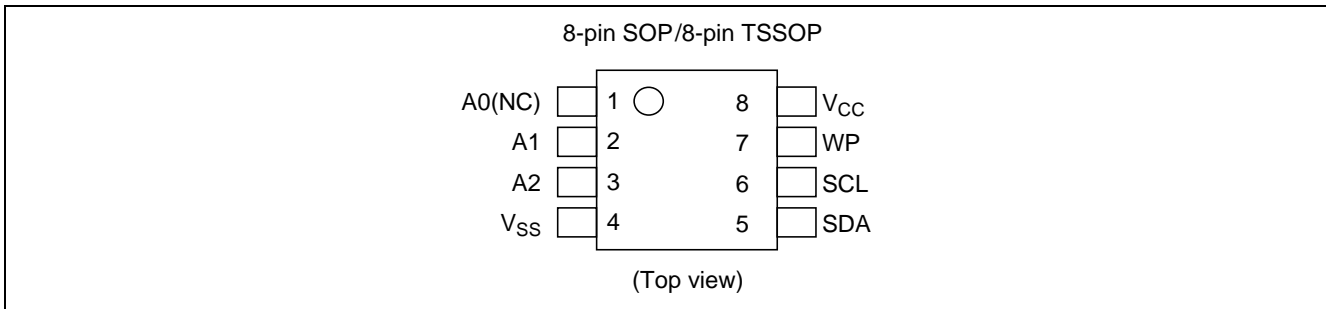 8-pin SOP/8-pin TSSOP
A0(NC) 1 8 VCC
A1 2 7 WP
A2 3 6 SCL
VSS 4 5 SDA
(Top view)